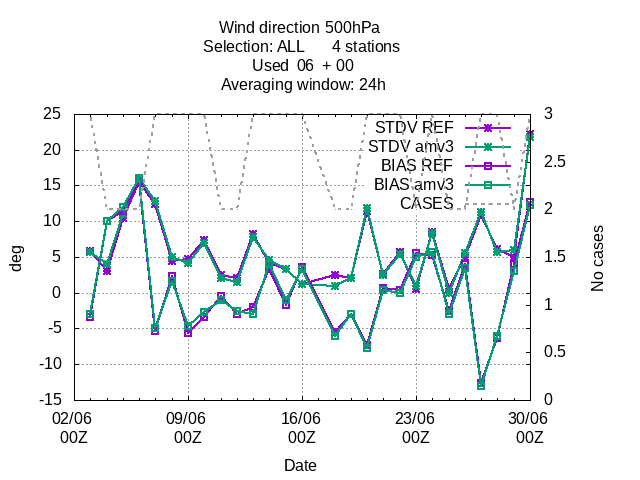 Wind direction 500hPa
Selection: ALL 4 stations
Used 06 + 00
Averaging window: 24h
25 3
STDV REF
20 STDV amv3
2.5
BIAS REF
15 BIAS amv3
CASES 2
10
deg 5 1.5 No cases
0
1
-5
0.5
-10
-15 0
02/06 09/06 16/06 23/06 30/06
00Z 00Z 00Z 00Z 00Z
Date